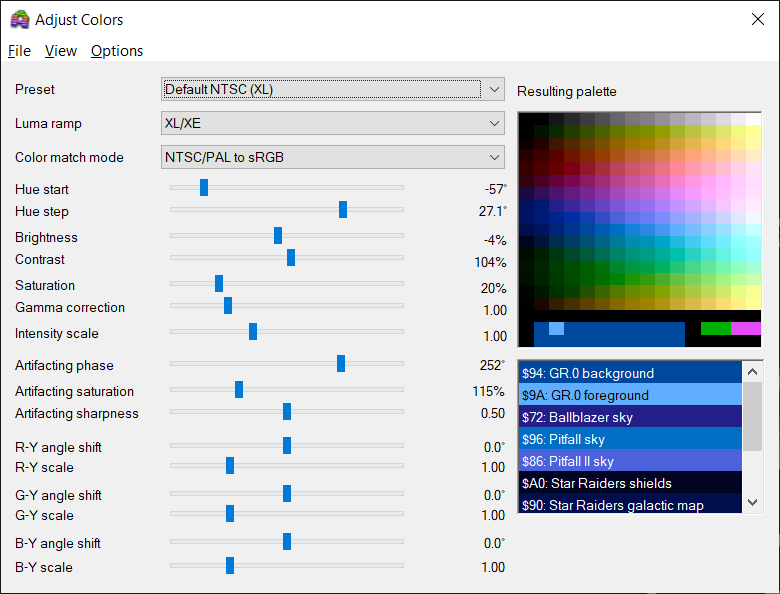 Adjust Colors
File View Options
Preset Default NTSC (XL)
Luma ramp XL/XE
Color match mode NTSC/PAL to sRGB
Hue start -57°
Hue step 27.1°
Brightness -4%
Contrast 104%
Saturation 20%
Gamma correction 1.00
Intensity scale 1.00
Artifacting phase 252°
Artifacting saturation 115%
Artifacting sharpness 0.50
R-Y angle shift 0.0°
R-Y scale 1.00
G-Y angle shift 0.0°
G-Y scale 1.00
B-Y angle shift 0.0°
B-Y scale 1.00
Resulting palette
$94: GR.0 background
$9A: GR.0 foreground
$72: Ballblazer sky
$96: Pitfall sky
$86: Pitfall II sky
$A0: Star Raiders shields
$90: Star Raiders galactic map